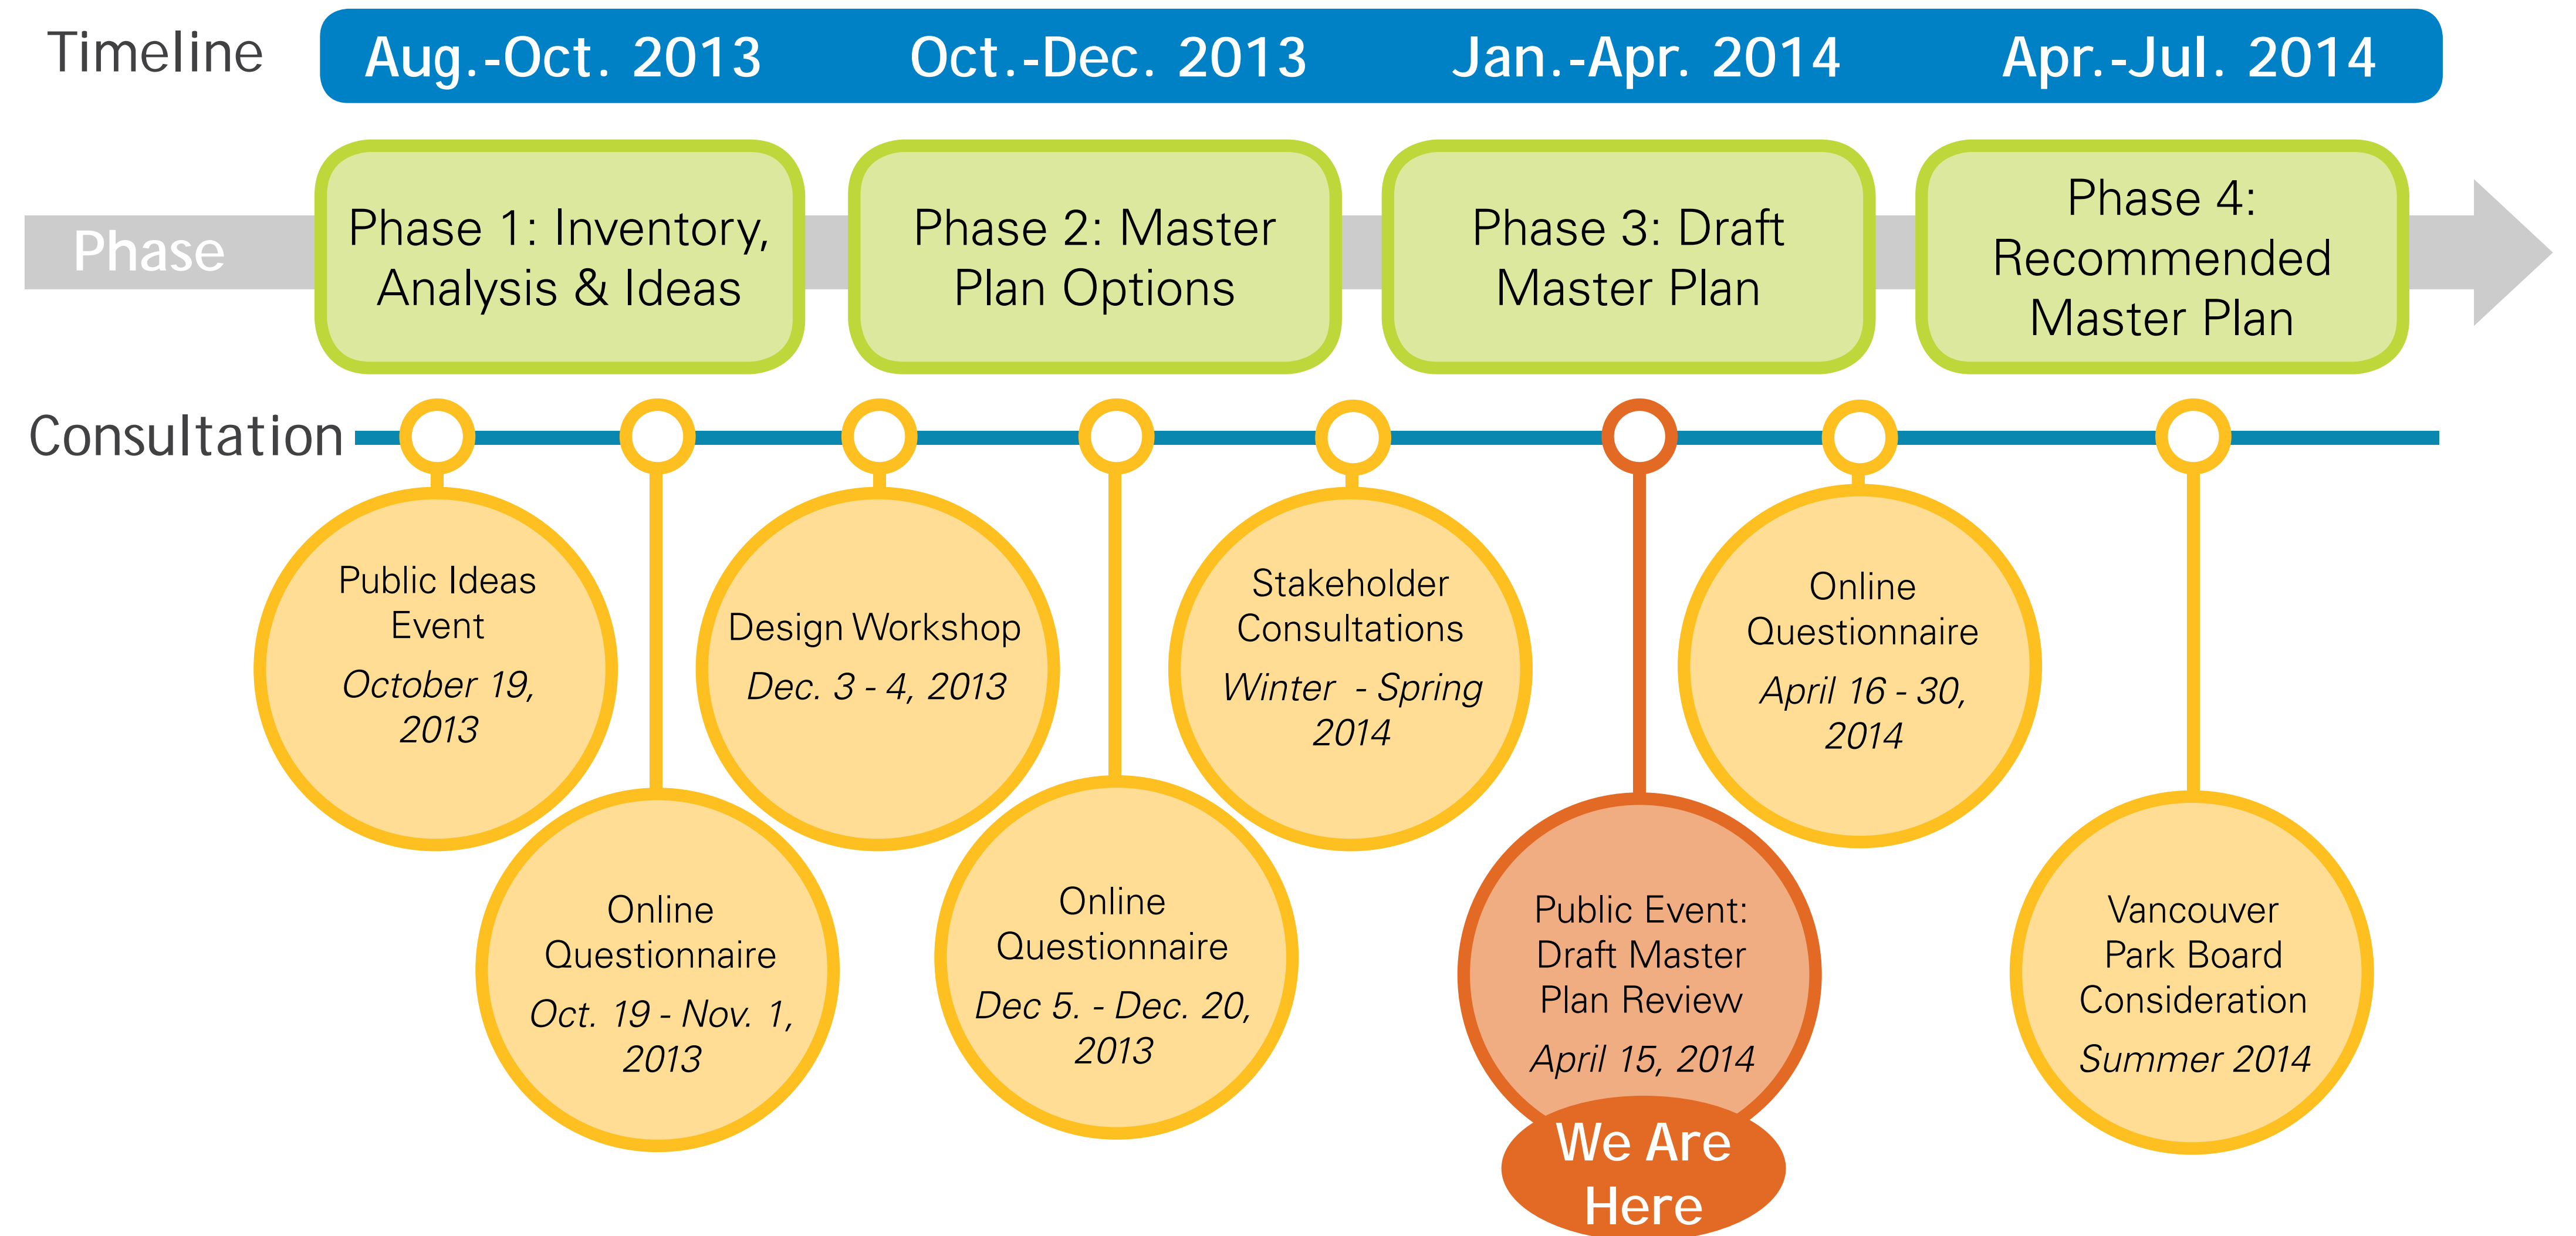 Timeline
Aug.-Oct. 2013
Oct.-Dec. 2013
Jan.-Apr. 2014
Apr.-Jul. 2014
Phase
Phase 1: Inventory,
Analysis & Ideas
Phase 2: Master
Plan Options
Phase 3: Draft
Master Plan
Phase 4:
Recommended
Master Plan
Consultation
Public Ideas
Event
October 19,
2013
Online
Questionnaire
Oct. 19 - Nov. 1,
2013
Design Workshop
Dec. 3 - 4, 2013
Online
Questionnaire
Dec 5. - Dec. 20,
2013
Stakeholder
Consultations
Winter - Spring
2014
Public Event:
Draft Master
Plan Review
April 15, 2014
We Are
Here
Online
Questionnaire
April 16 - 30,
2014
Vancouver
Park Board
Consideration
Summer 2014